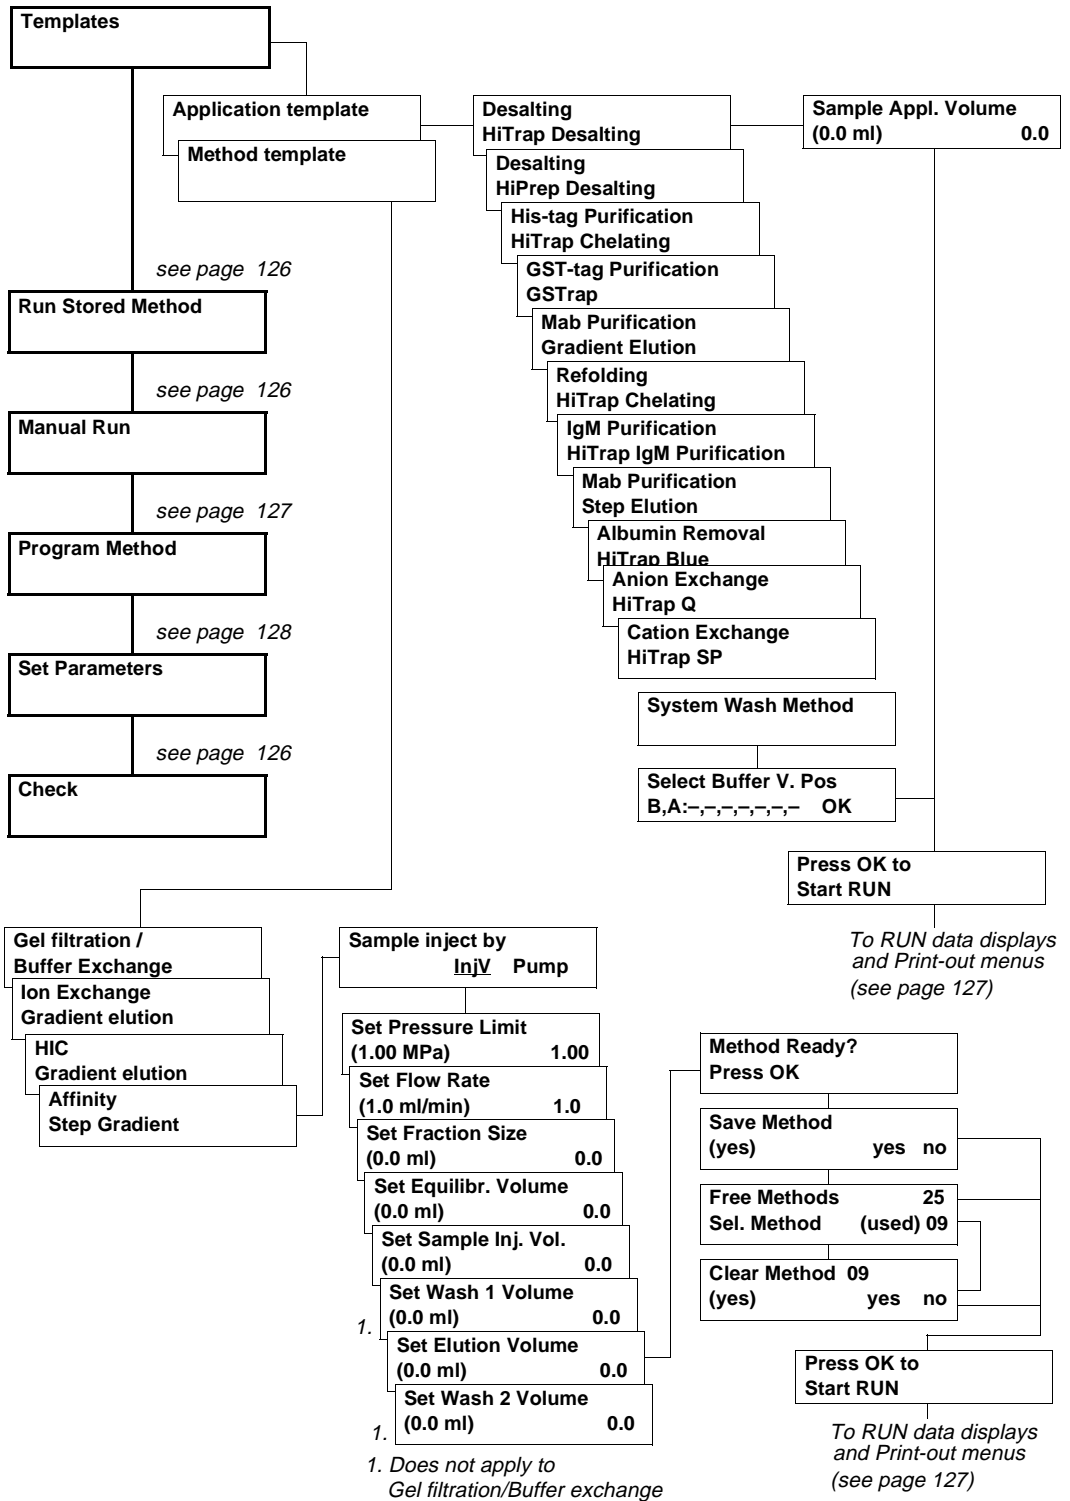 Templates
Application template
Method template
Desalting
HiTrap Desalting
Desalting
HiPrep Desalting
His-tag Purification
HiTrap Chelating
GST-tag Purification
GSTrap
Mab Purification
Gradient Elution
Refolding
HiTrap Chelating
IgM Purification
HiTrap IgM Purification
Mab Purification
Step Elution
Albumin Removal
HiTrap Blue
Anion Exchange
HiTrap Q
Cation Exchange
HiTrap SP
Sample Appl. Volume
(0.0 ml) 0.0
see page 126
Run Stored Method
see page 126
Manual Run
see page 127
Program Method
see page 128
Set Parameters
see page 126
Check
System Wash Method
Select Buffer V. Pos
B,A:–,–,–,–,–,–,– OK
Press OK to
Start RUN
To RUN data displays
and Print-out menus
(see page 127)
Gel filtration /
Buffer Exchange
Ion Exchange
Gradient elution
HIC
Gradient elution
Affinity
Step Gradient
Sample inject by
InjV Pump
Set Pressure Limit
(1.00 MPa) 1.00
Set Flow Rate
(1.0 ml/min) 1.0
Set Fraction Size
(0.0 ml) 0.0
Set Equilibr. Volume
(0.0 ml) 0.0
Set Sample Inj. Vol.
(0.0 ml) 0.0
Set Wash 1 Volume
1. (0.0 ml) 0.0
Set Elution Volume
(0.0 ml) 0.0
Set Wash 2 Volume
1. (0.0 ml) 0.0
1. Does not apply to
Gel filtration/Buffer exchange
Method Ready?
Press OK
Save Method
(yes) yes no
Free Methods 25
Sel. Method (used) 09
Clear Method 09
(yes) yes no
Press OK to
Start RUN
To RUN data displays
and Print-out menus
(see page 127)